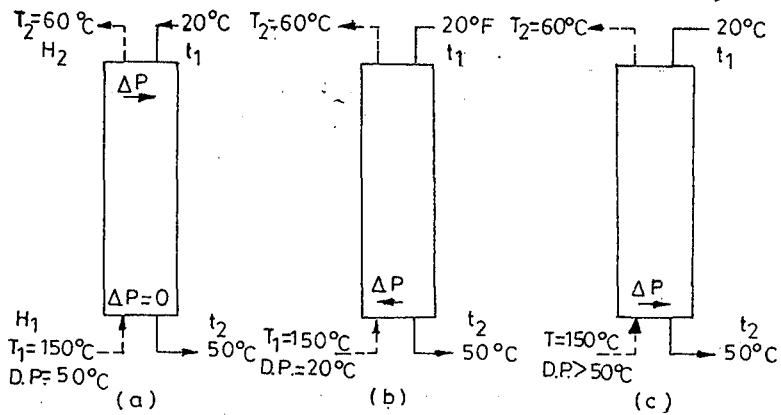 T₂=60°C
20°C
H₂
t₁
ΔP
ΔP=0
H₁
t₂
T₁=150°C
50°C
D.P=50°C
(a)
T₂=60°C
20°F
t₁
ΔP
t₂
T₁=150°C
50°C
D.P.=20°C
(b)
T₂=60°C
20°C
t₁
ΔP
t₂
T=150°C
50°C
D.P.>50°C
(c)